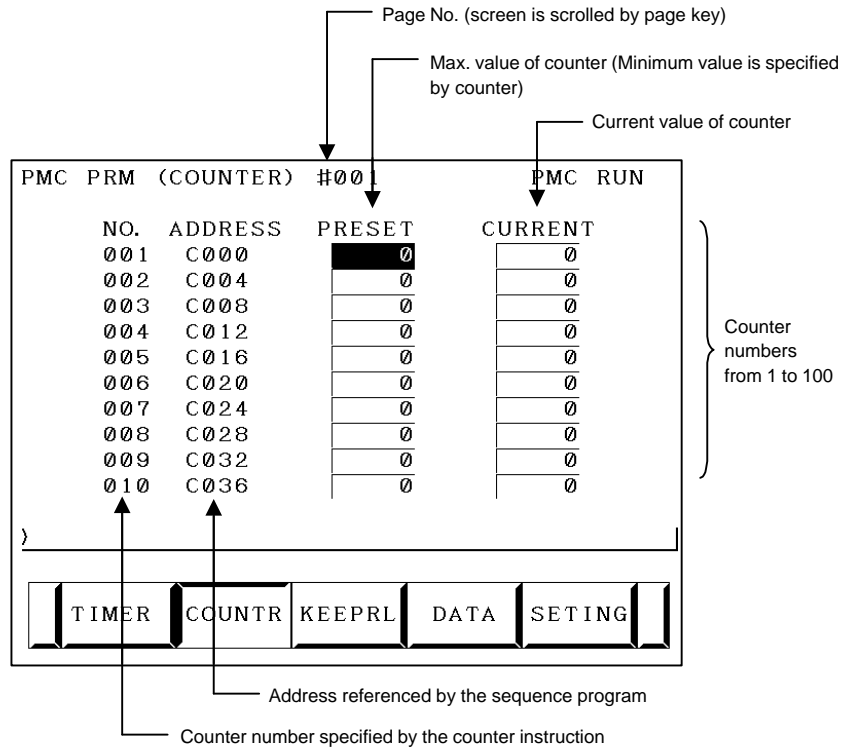 Page No. (screen is scrolled by page key)
Max. value of counter (Minimum value is specified
by counter)
Current value of counter
PMC PRM (COUNTER) #001 PMC RUN
NO. ADDRESS PRESET CURRENT
001 C000 0 0
002 C004 0 0
003 C008 0 0
004 C012 0 0
005 C016 0 0
006 C020 0 0
007 C024 0 0
008 C028 0 0
009 C032 0 0
010 C036 0 0
Counter
numbers
from 1 to 100
)
TIMER COUNTR KEEPRL DATA SETING
Address referenced by the sequence program
Counter number specified by the counter instruction